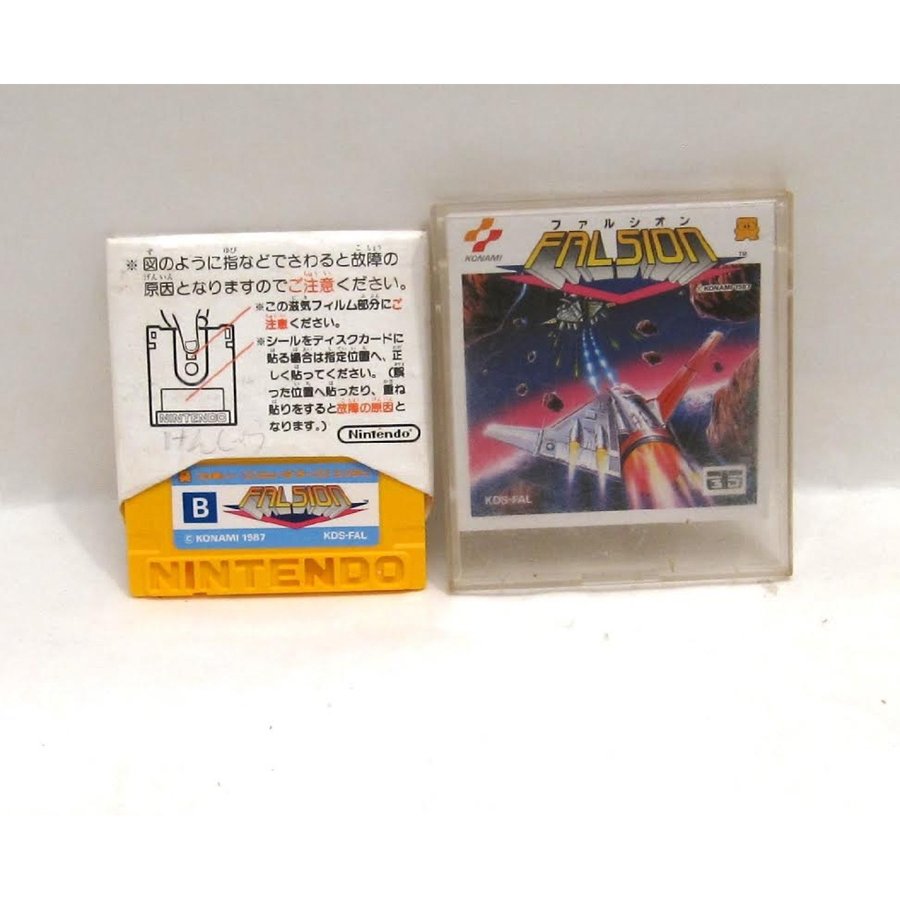 ※図のように指などでさわると故障の
原因となりますのでご注意ください。
※この滋気フィルム部分にご
注意ください。
※シールをディスクカードに
貼る場合は指定位置へ、正
しく貼ってください。（誤
った位置へ貼ったり、重ね
貼りをすると故障の原因と
なります。）
NINTENDO
Nintendo
B
FALSION
© KONAMI 1987
KDS-FAL
NINTENDO
KONAMI
ファルシオン
FALSION
TM
© KONAMI 1987
KDS-FAL